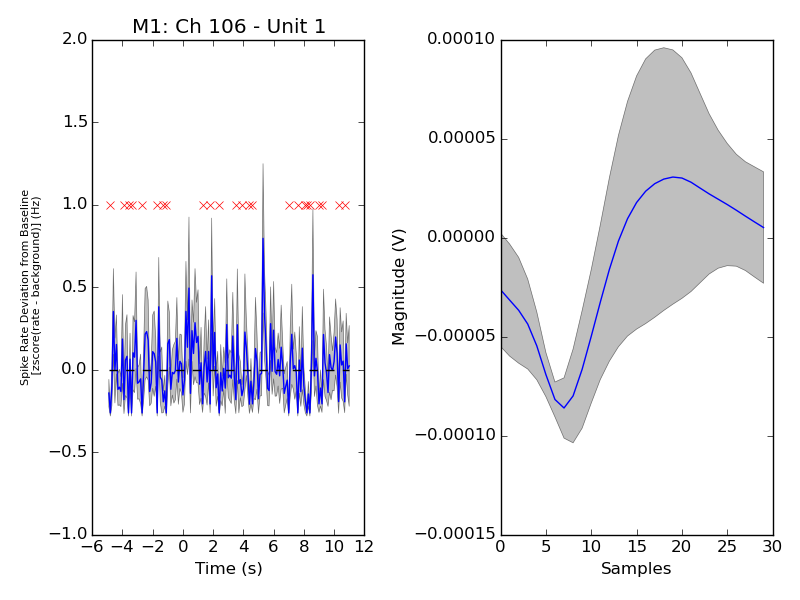 M1: Ch 106 - Unit 1
2.0
1.5
1.0
0.5
0.0
−0.5
−1.0
−6 −4 −2 0 2 4 6 8 10 12
Time (s)
Spike Rate Deviation from Baseline
[zscore(rate - background)] (Hz)
0.00010
0.00005
0.00000
−0.00005
−0.00010
−0.00015
0 5 10 15 20 25 30
Samples
Magnitude (V)